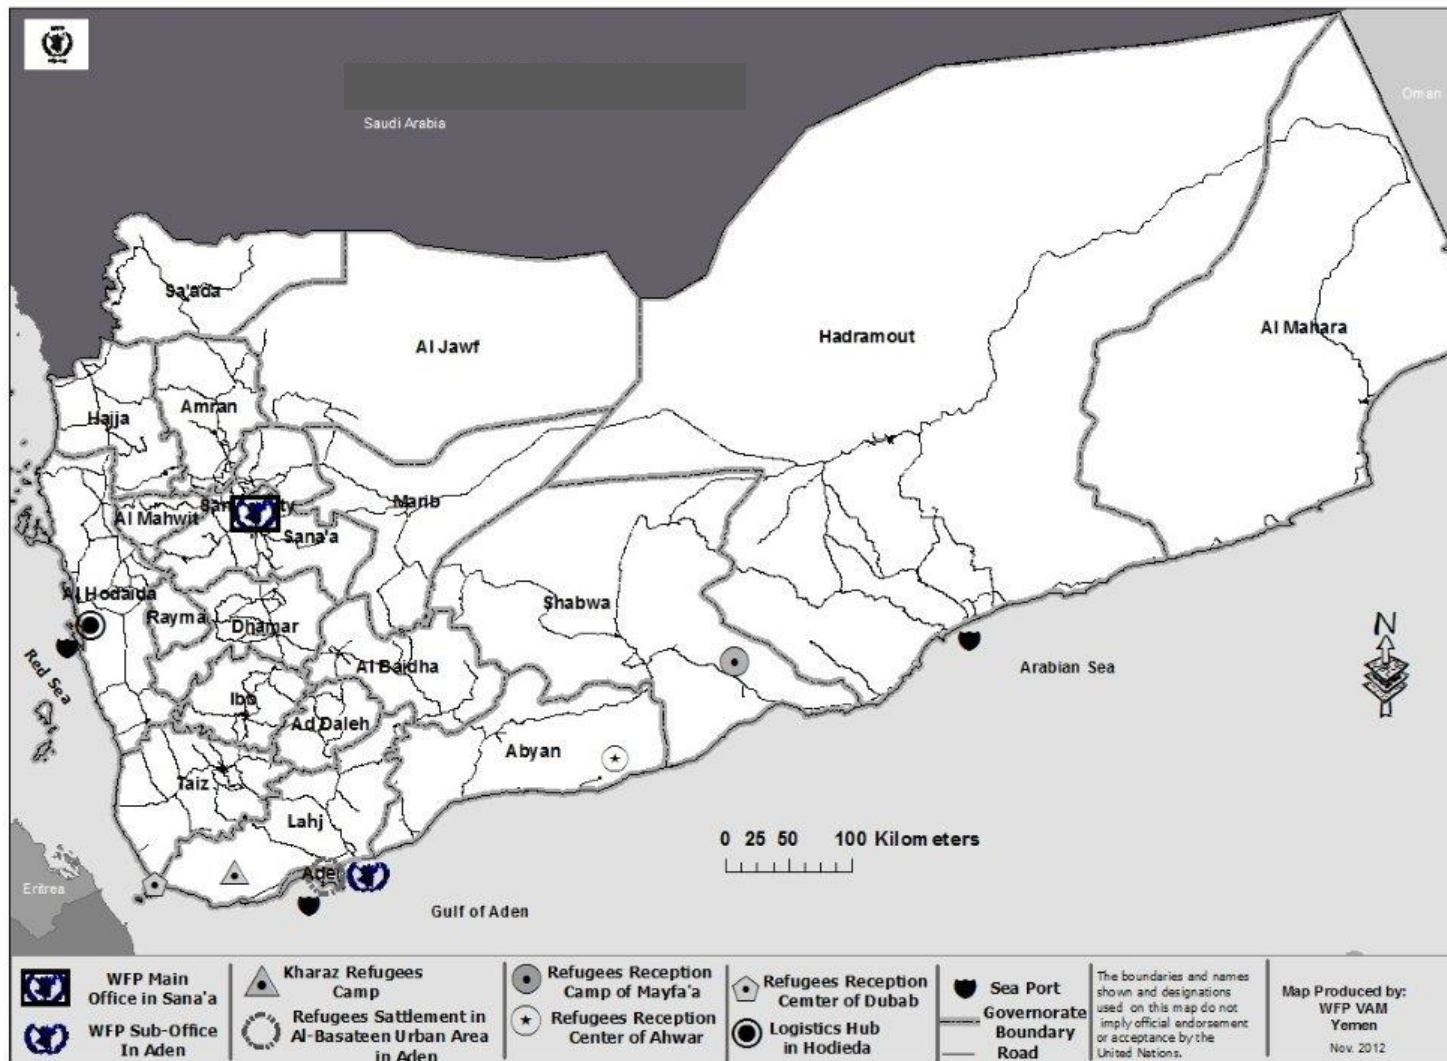 Saudi Arabia
Oman
Sa'ada
Al Jawf
Hadramout
Al Mahara
Hajja
Amran
Marib
Al Mahwit
Sana'a
Al Hodaida
Rayma
Dhamar
Shabwa
Al Baidha
Red Sea
Arabian Sea
N
Ibb
Ad Daleh
Abyan
Taiz
Lahj
0 25 50 100 Kilometers
Eritrea
Gulf of Aden
WFP Main
Office in Sana'a
WFP Sub-Office
In Aden
Kharaz Refugees
Camp
Refugees Sattlement in
Al-Basateen Urban Area
in Aden
Refugees Reception
Camp of Mayfa'a
Refugees Reception
Center of Ahwar
Refugees Reception
Cemter of Dubab
Logistics Hub
in Hodieda
Sea Port
Governorate
Boundary
Road
The boundaries and names
shown and designations
used on this map do not
imply official endorsement
or acceptance by the
United Nations.
Map Produced by:
WFP VAM
Yemen
Nov. 2012